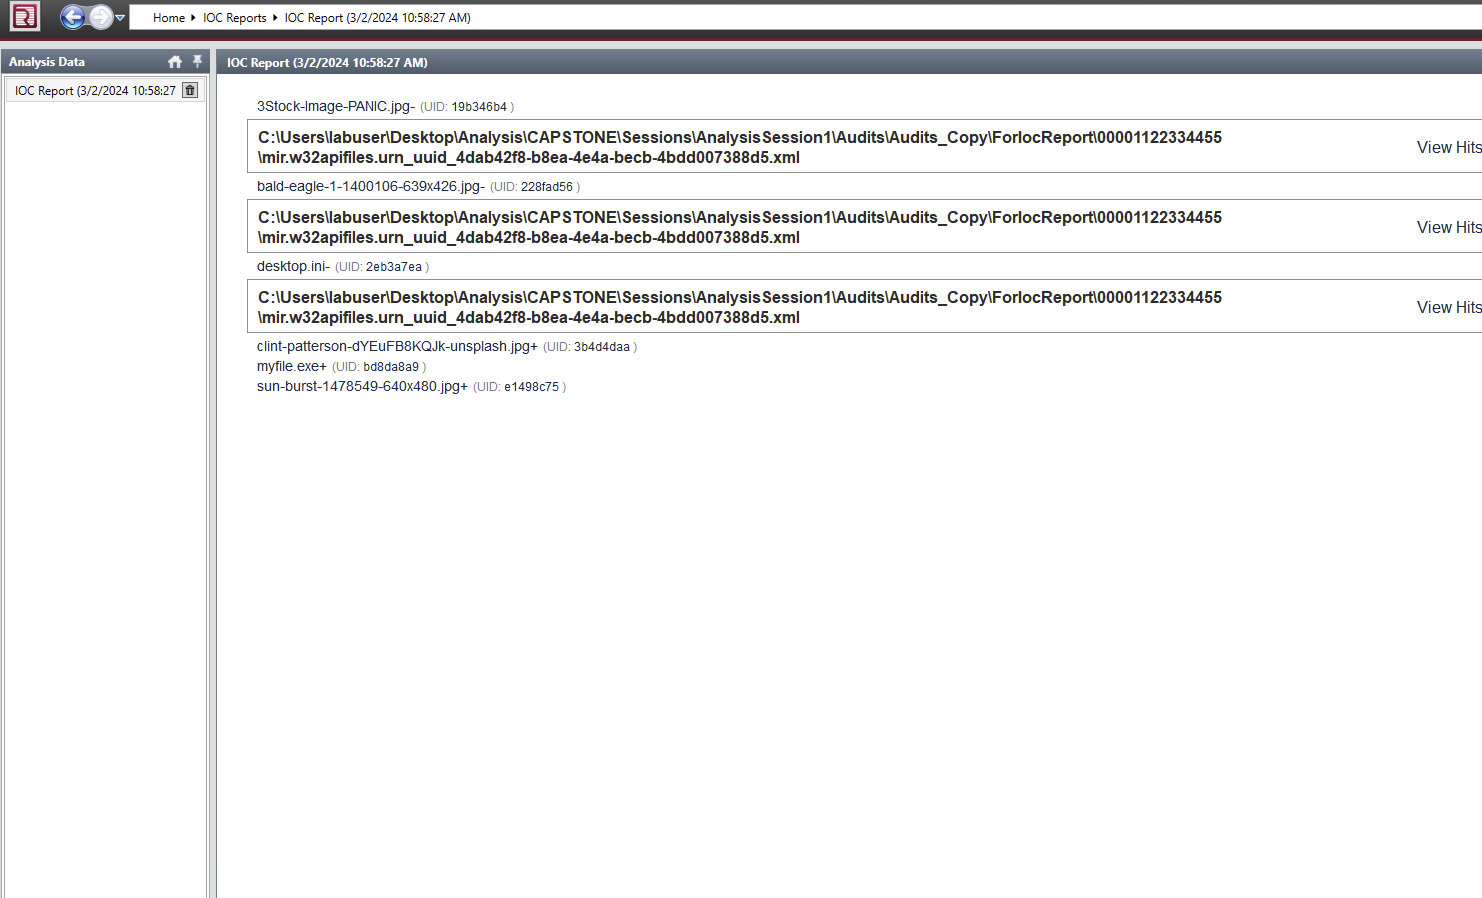 Home IOC Reports IOC Report (3/2/2024 10:58:27 AM)
Analysis Data
IOC Report (3/2/2024 10:58:27
IOC Report (3/2/2024 10:58:27 AM)
3Stock-Image-PANIC.jpg- (UID: 19b346b4 )
C:\Users\labuser\Desktop\Analysis\CAPSTONE\Sessions\AnalysisSession1\Audits\Audits_Copy\ForIocReport\00001122334455
\mir.w32apifiles.urn_uuid_4dab42f8-b8ea-4e4a-becb-4bdd007388d5.xml
View Hits
bald-eagle-1-1400106-639x426.jpg- (UID: 228fad56 )
C:\Users\labuser\Desktop\Analysis\CAPSTONE\Sessions\AnalysisSession1\Audits\Audits_Copy\ForIocReport\00001122334455
\mir.w32apifiles.urn_uuid_4dab42f8-b8ea-4e4a-becb-4bdd007388d5.xml
View Hits
desktop.ini- (UID: 2eb3a7ea )
C:\Users\labuser\Desktop\Analysis\CAPSTONE\Sessions\AnalysisSession1\Audits\Audits_Copy\ForIocReport\00001122334455
\mir.w32apifiles.urn_uuid_4dab42f8-b8ea-4e4a-becb-4bdd007388d5.xml
View Hits
clint-patterson-dYEuFB8KQJk-unsplash.jpg+ (UID: 3b4d4daa )
myfile.exe+ (UID: bd8da8a9 )
sun-burst-1478549-640x480.jpg+ (UID: e1498c75 )